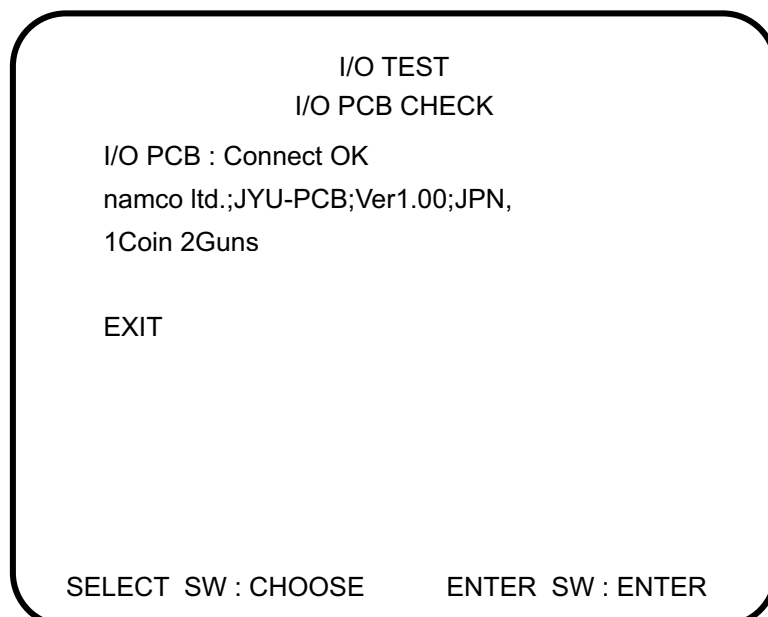 I/O TEST
I/O PCB CHECK
I/O PCB : Connect OK
namco ltd.;JYU-PCB;Ver1.00;JPN,
1Coin 2Guns
EXIT
SELECT SW : CHOOSE ENTER SW : ENTER